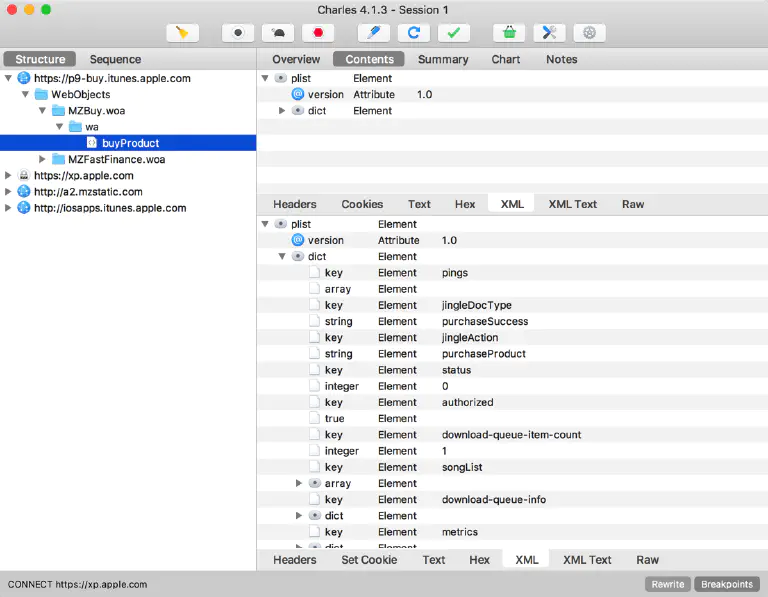 Charles 4.1.3 - Session 1
Structure Sequence
https://p9-buy.itunes.apple.com
WebObjects
MZBuy.woa
wa
buyProduct
MZFastFinance.woa
https://xp.apple.com
http://a2.mzstatic.com
http://iosapps.itunes.apple.com
Overview Contents Summary Chart Notes
plist Element
version Attribute 1.0
dict Element
Headers Cookies Text Hex XML XML Text Raw
plist Element
version Attribute 1.0
dict Element
key Element pings
array Element
key Element jingleDocType
string Element purchaseSuccess
key Element jingleAction
string Element purchaseProduct
key Element status
integer Element 0
key Element authorized
true Element
key Element download-queue-item-count
integer Element 1
key Element songList
array Element
key Element download-queue-info
dict Element
key Element metrics
dict Element
Headers Set Cookie Text Hex XML XML Text Raw
CONNECT https://xp.apple.com
Rewrite Breakpoints